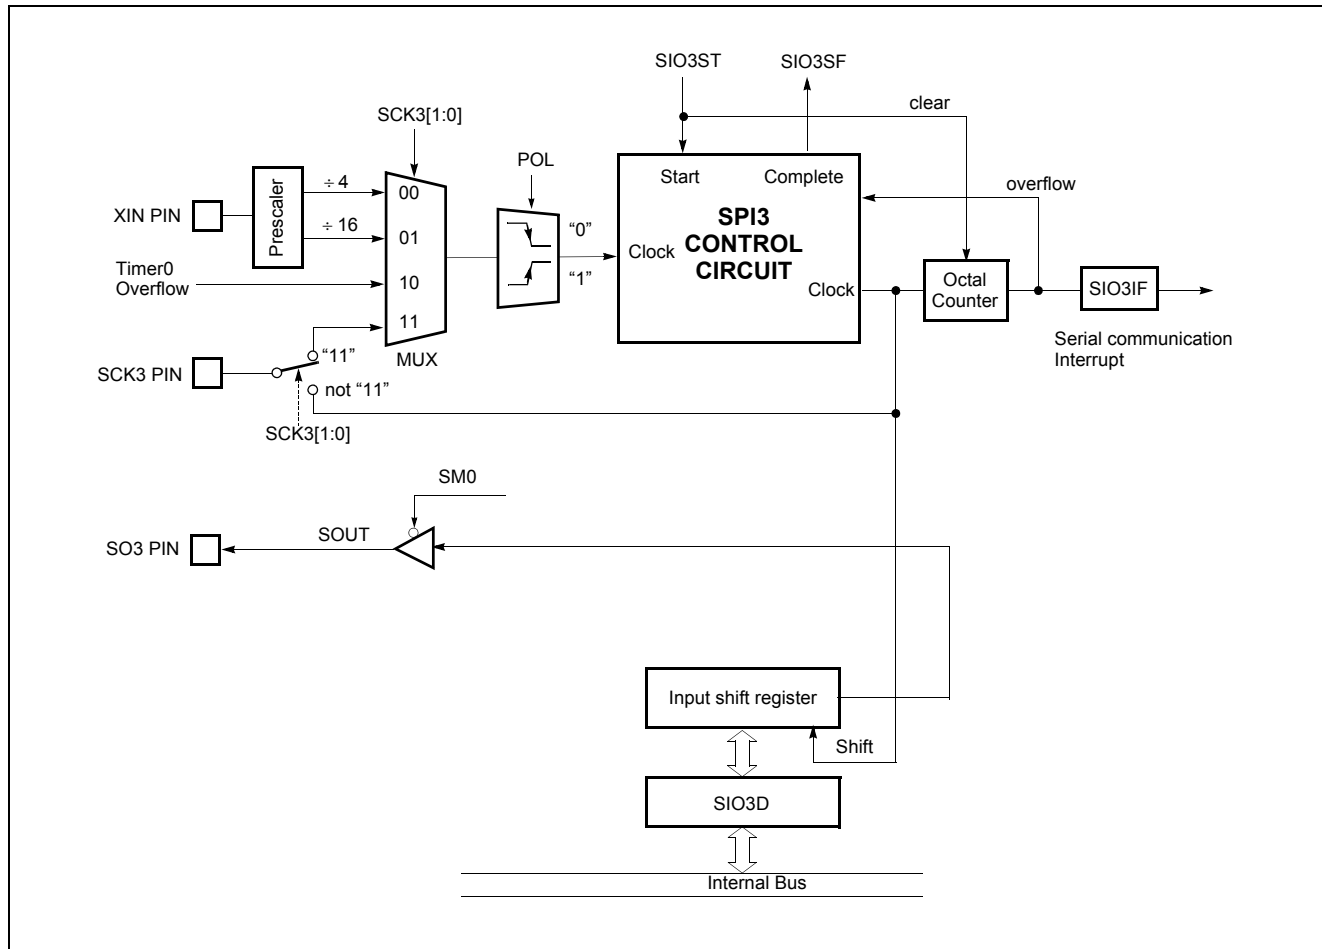 SIO3ST
SIO3SF
clear
SCK3[1:0]
POL
Start
Complete
overflow
XIN PIN
Prescaler
÷ 4
÷ 16
00
01
10
11
MUX
Timer0
Overflow
"0"
"1"
Clock
SPI3
CONTROL
CIRCUIT
Clock
Octal
Counter
SIO3IF
Serial communication
Interrupt
SCK3 PIN
"11"
not "11"
SCK3[1:0]
SM0
SO3 PIN
SOUT
Input shift register
Shift
SIO3D
Internal Bus